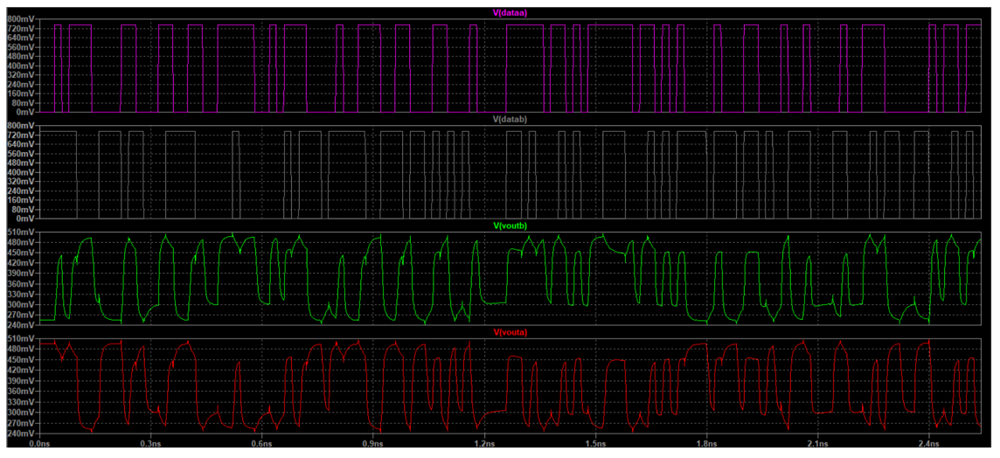 V(dataa)
800mV
720mV
640mV
560mV
480mV
400mV
320mV
240mV
160mV
80mV
0mV
V(datab)
800mV
720mV
640mV
560mV
480mV
400mV
320mV
240mV
160mV
80mV
0mV
V(voutb)
510mV
480mV
450mV
420mV
390mV
360mV
330mV
300mV
270mV
240mV
V(vouta)
510mV
480mV
450mV
420mV
390mV
360mV
330mV
300mV
270mV
240mV
0.0ns 0.3ns 0.6ns 0.9ns 1.2ns 1.5ns 1.8ns 2.1ns 2.4ns